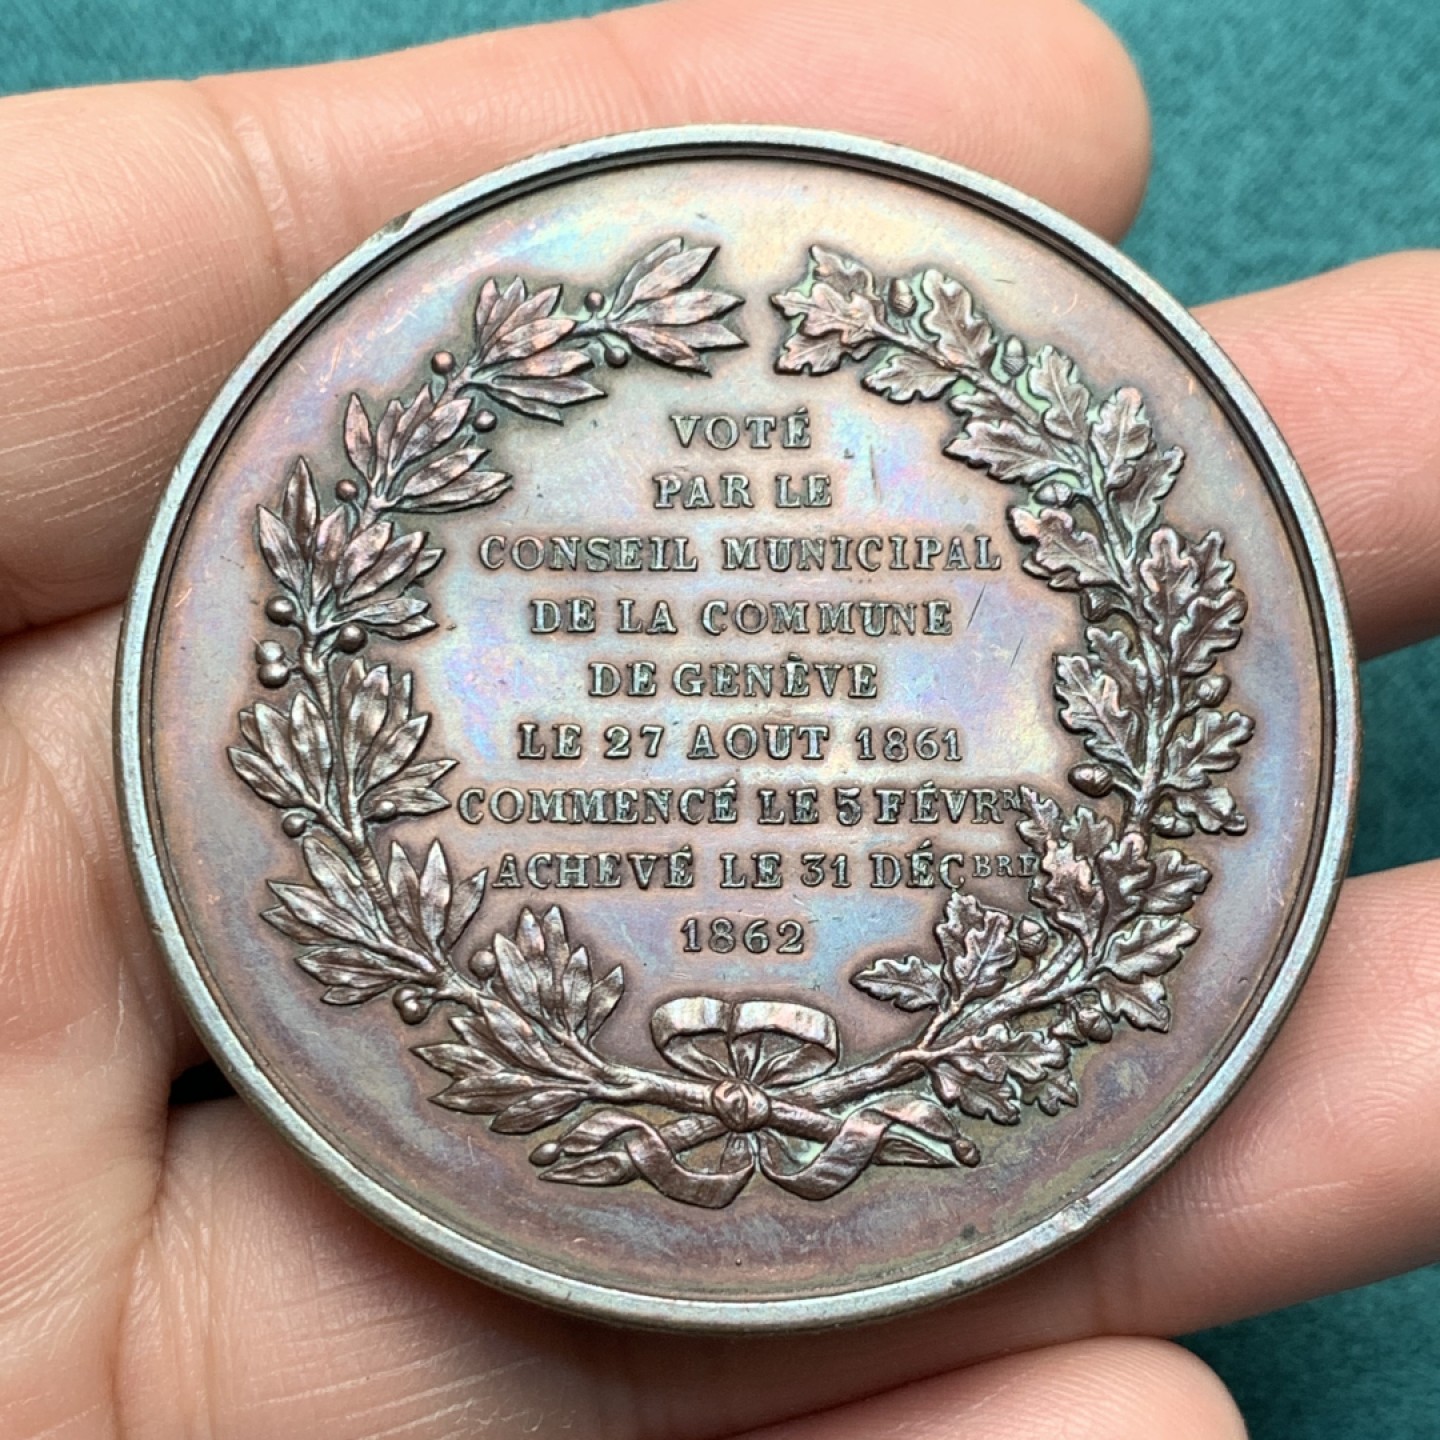 VOTÉ
PAR LE
CONSEIL MUNICIPAL
DE LA COMMUNE
DE GENÈVE
LE 27 AOUT 1861
COMMENCÉ LE 5 FÉVRR
ACHEVÉ LE 31 DÉCBRE
1862